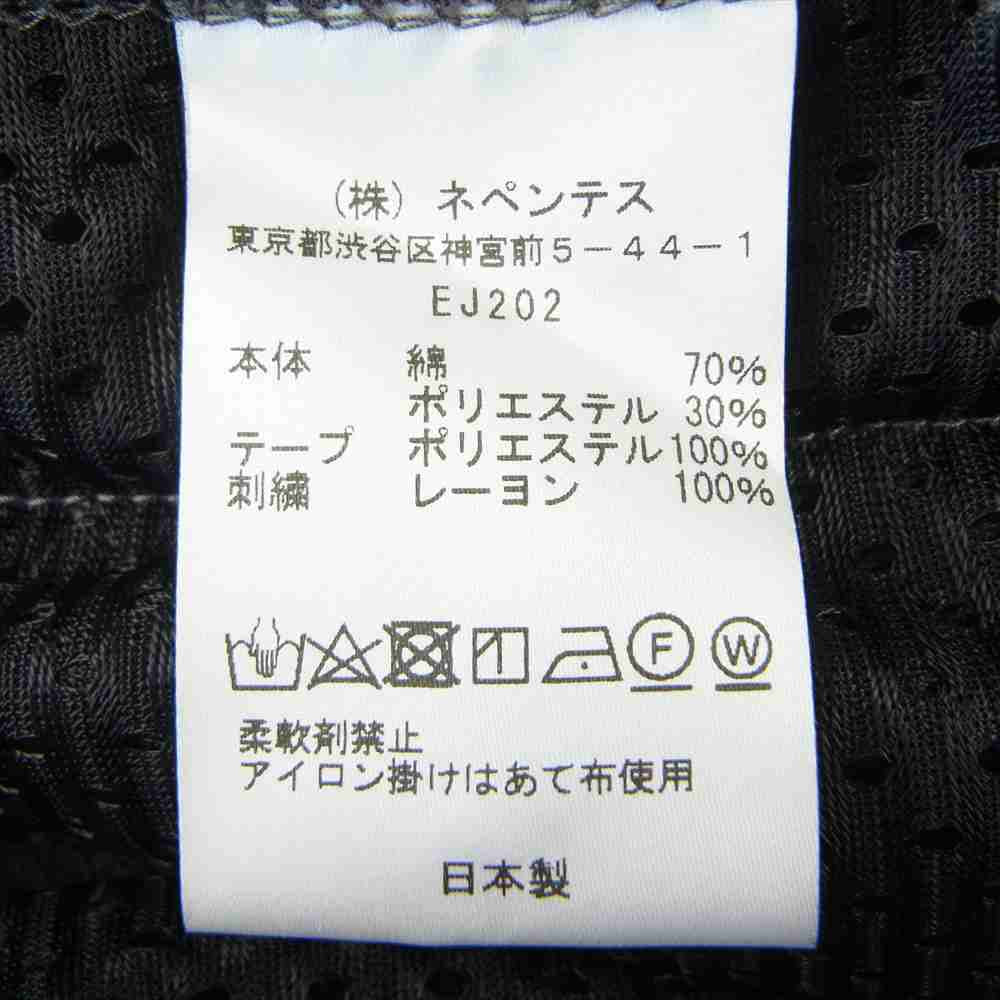 （株）ネペンテス
東京都渋谷区神宮前5－44－1
EJ202
本体 綿 70%
ポリエステル 30%
テープ ポリエステル 100%
刺繍 レーヨン 100%
F W
柔軟剤禁止
アイロン掛けはあて布使用
日本製